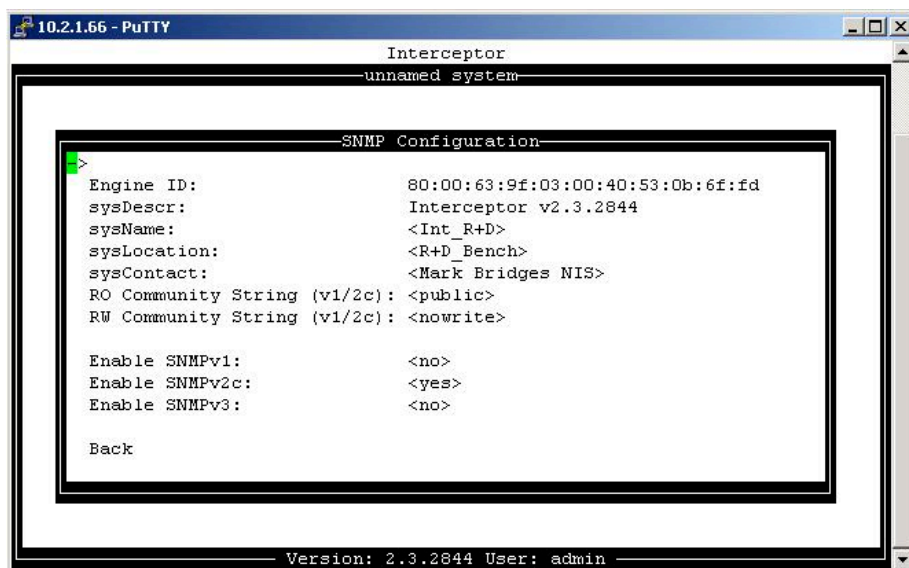 10.2.1.66 - PuTTY
Interceptor
unnamed system
SNMP Configuration
->
Engine ID: 80:00:63:9f:03:00:40:53:0b:6f:fd
sysDescr: Interceptor v2.3.2844
sysName: <Int_R+D>
sysLocation: <R+D_Bench>
sysContact: <Mark Bridges NIS>
RO Community String (v1/2c): <public>
RW Community String (v1/2c): <nowrite>
Enable SNMPv1: <no>
Enable SNMPv2c: <yes>
Enable SNMPv3: <no>
Back
Version: 2.3.2844 User: admin